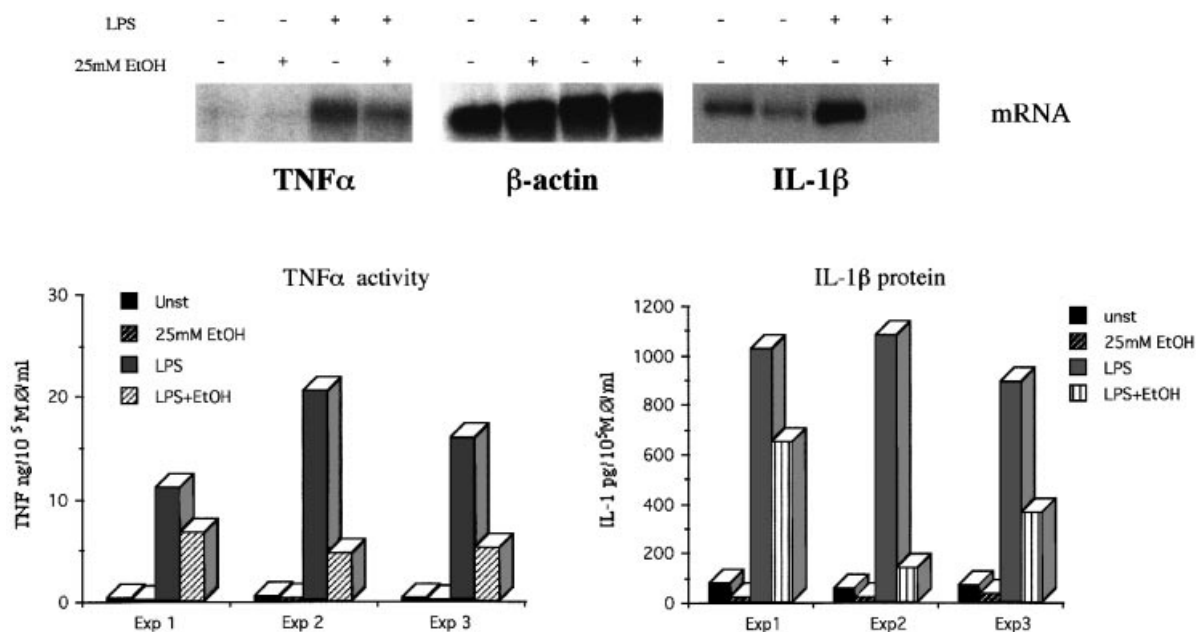 LPS - - + + - - + + - - + +
25mM EtOH - + - + - + - + - + - +
mRNA
TNFα β-actin IL-1β
TNFα activity
30
20
10
0
TNF ng/10⁵ MØ/ml
Unst
25mM EtOH
LPS
LPS+EtOH
Exp 1 Exp 2 Exp 3
IL-1β protein
1200
1000
800
600
400
200
0
IL-1 pg/10⁵MØ/ml
unst
25mM EtOH
LPS
LPS+EtOH
Exp1 Exp2 Exp3